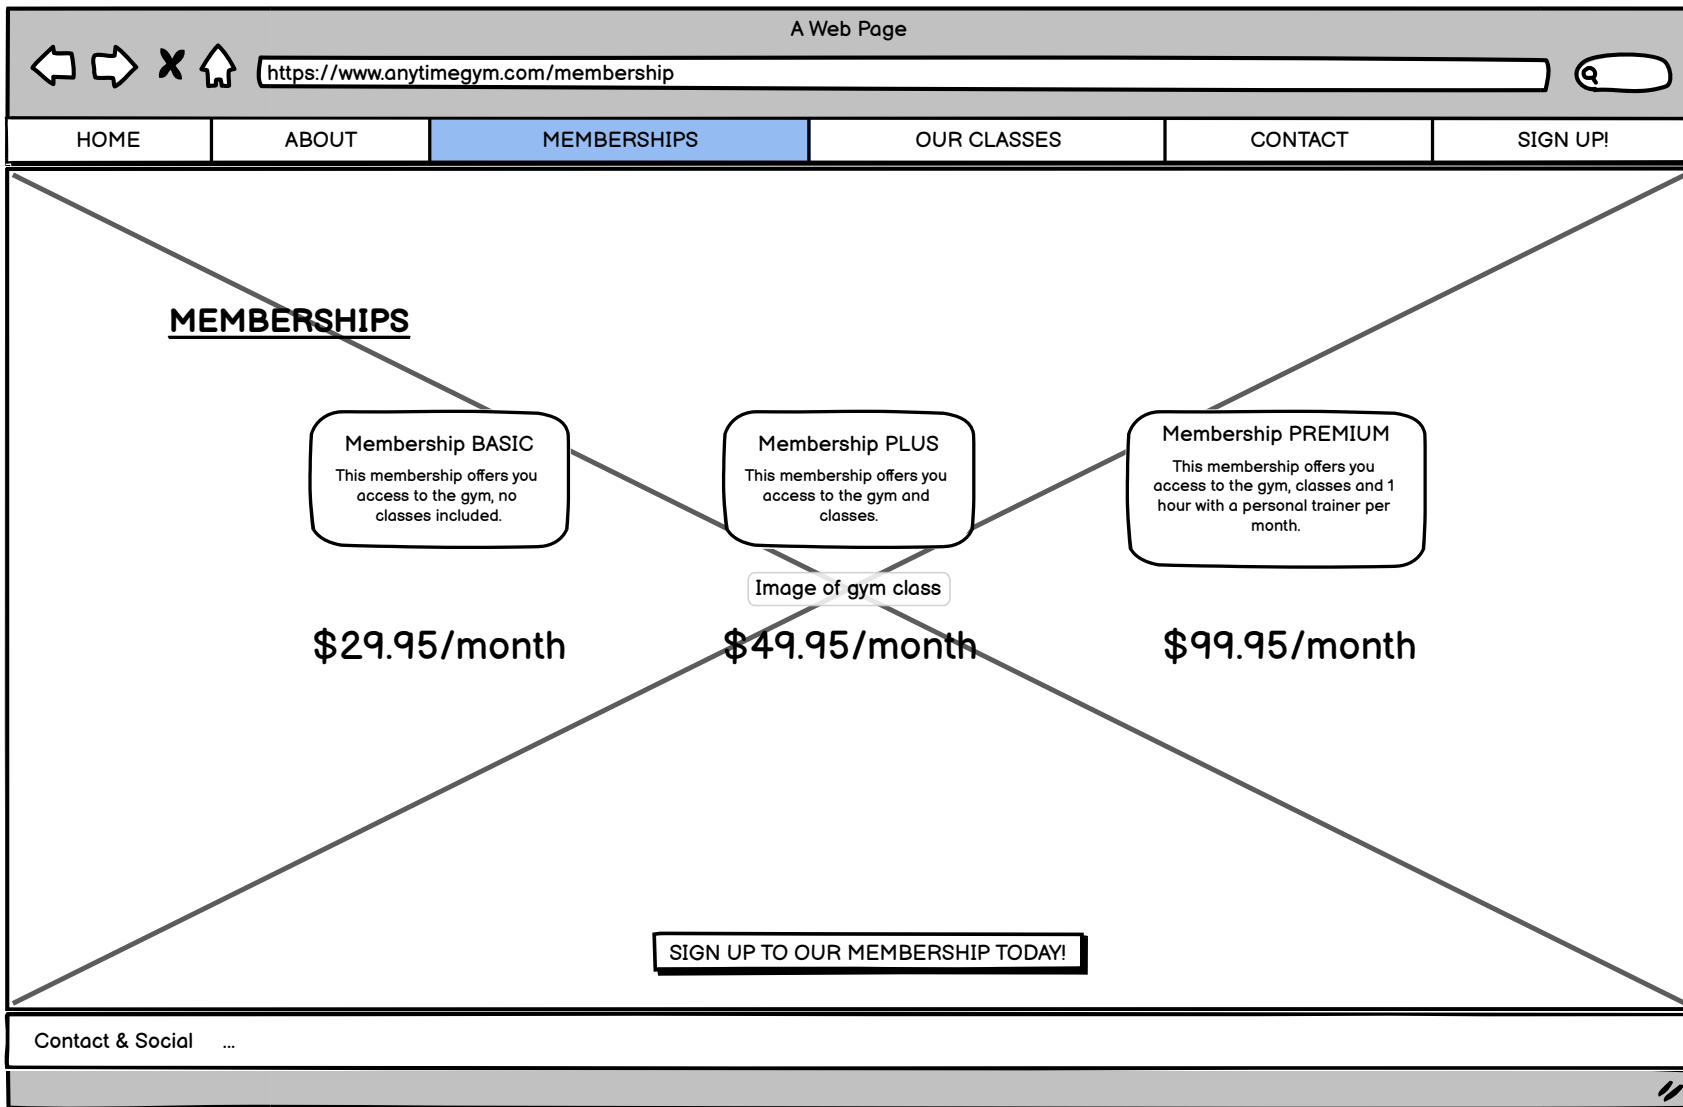 A Web Page
https://www.anytimegym.com/membership
HOME
ABOUT
MEMBERSHIPS
OUR CLASSES
CONTACT
SIGN UP!
MEMBERSHIPS
Membership BASIC
This membership offers you
access to the gym, no
classes included.
Membership PLUS
This membership offers you
access to the gym and
classes.
Membership PREMIUM
This membership offers you
access to the gym, classes and 1
hour with a personal trainer per
month.
Image of gym class
$29.95/month
$49.95/month
$99.95/month
SIGN UP TO OUR MEMBERSHIP TODAY!
Contact & Social ...